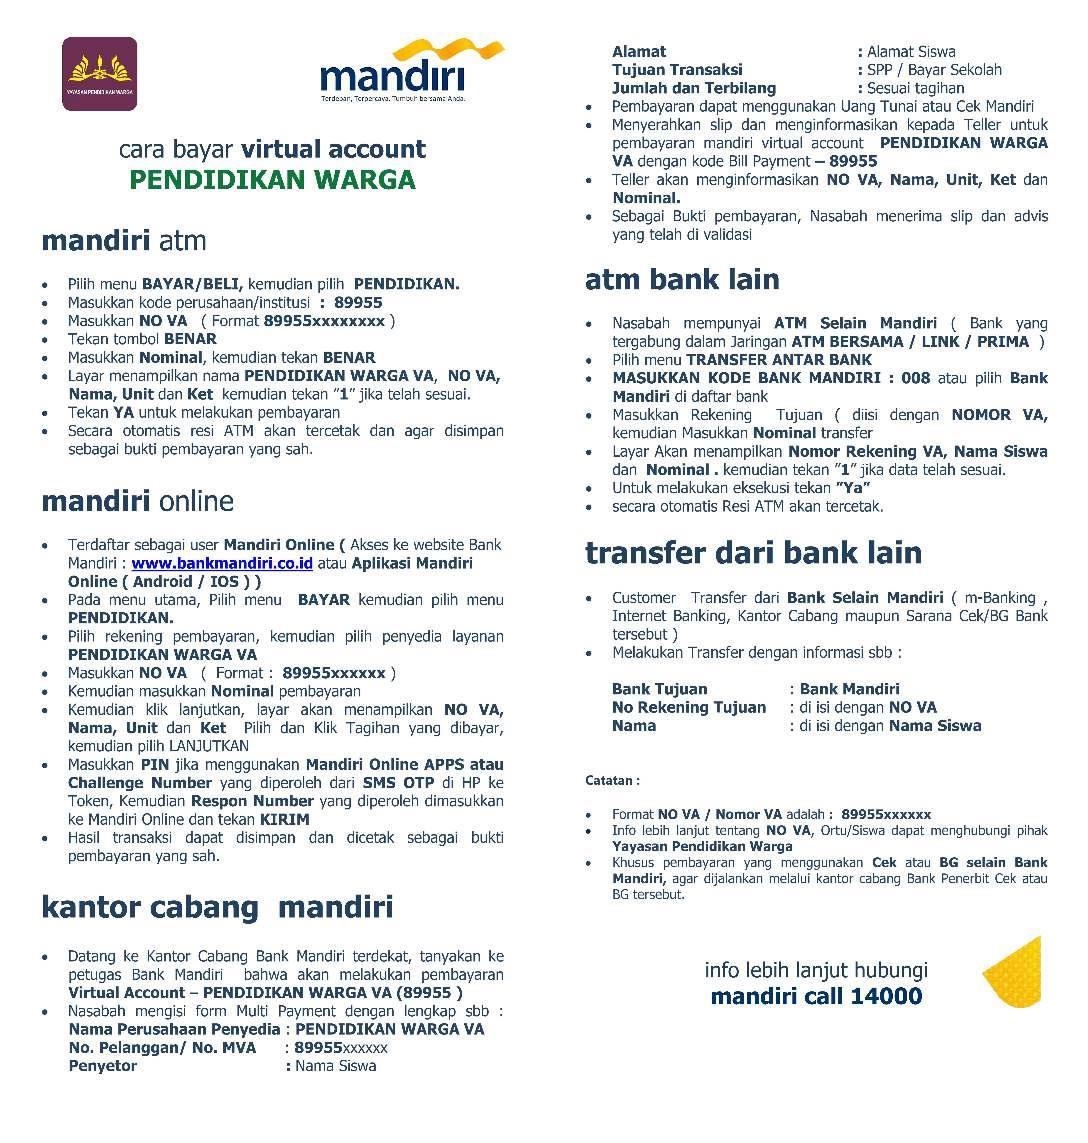 YAYASAN PENDIDIKAN WARGA
mandiri
Terdepan, Terpercaya. Tumbuh bersama Anda.
cara bayar virtual account
PENDIDIKAN WARGA
mandiri atm
• Pilih menu BAYAR/BELI, kemudian pilih PENDIDIKAN.
• Masukkan kode perusahaan/institusi : 89955
• Masukkan NO VA ( Format 89955xxxxxxxx )
• Tekan tombol BENAR
• Masukkan Nominal, kemudian tekan BENAR
• Layar menampilkan nama PENDIDIKAN WARGA VA, NO VA,
Nama, Unit dan Ket kemudian tekan ”1” jika telah sesuai.
• Tekan YA untuk melakukan pembayaran
• Secara otomatis resi ATM akan tercetak dan agar disimpan
sebagai bukti pembayaran yang sah.
mandiri online
• Terdaftar sebagai user Mandiri Online ( Akses ke website Bank
Mandiri : www.bankmandiri.co.id atau Aplikasi Mandiri
Online ( Android / IOS ) )
• Pada menu utama, Pilih menu BAYAR kemudian pilih menu
PENDIDIKAN.
• Pilih rekening pembayaran, kemudian pilih penyedia layanan
PENDIDIKAN WARGA VA
• Masukkan NO VA ( Format : 89955xxxxxx )
• Kemudian masukkan Nominal pembayaran
• Kemudian klik lanjutkan, layar akan menampilkan NO VA,
Nama, Unit dan Ket Pilih dan Klik Tagihan yang dibayar,
kemudian pilih LANJUTKAN
• Masukkan PIN jika menggunakan Mandiri Online APPS atau
Challenge Number yang diperoleh dari SMS OTP di HP ke
Token, Kemudian Respon Number yang diperoleh dimasukkan
ke Mandiri Online dan tekan KIRIM
• Hasil transaksi dapat disimpan dan dicetak sebagai bukti
pembayaran yang sah.
kantor cabang mandiri
• Datang ke Kantor Cabang Bank Mandiri terdekat, tanyakan ke
petugas Bank Mandiri bahwa akan melakukan pembayaran
Virtual Account – PENDIDIKAN WARGA VA (89955 )
• Nasabah mengisi form Multi Payment dengan lengkap sbb :
Nama Perusahaan Penyedia : PENDIDIKAN WARGA VA
No. Pelanggan/ No. MVA : 89955xxxxxx
Penyetor : Nama Siswa
Alamat : Alamat Siswa
Tujuan Transaksi : SPP / Bayar Sekolah
Jumlah dan Terbilang : Sesuai tagihan
• Pembayaran dapat menggunakan Uang Tunai atau Cek Mandiri
• Menyerahkan slip dan menginformasikan kepada Teller untuk
pembayaran mandiri virtual account PENDIDIKAN WARGA
VA dengan kode Bill Payment – 89955
• Teller akan menginformasikan NO VA, Nama, Unit, Ket dan
Nominal.
• Sebagai Bukti pembayaran, Nasabah menerima slip dan advis
yang telah di validasi
atm bank lain
• Nasabah mempunyai ATM Selain Mandiri ( Bank yang
tergabung dalam Jaringan ATM BERSAMA / LINK / PRIMA )
• Pilih menu TRANSFER ANTAR BANK
• MASUKKAN KODE BANK MANDIRI : 008 atau pilih Bank
Mandiri di daftar bank
• Masukkan Rekening Tujuan ( diisi dengan NOMOR VA,
kemudian Masukkan Nominal transfer
• Layar Akan menampilkan Nomor Rekening VA, Nama Siswa
dan Nominal . kemudian tekan ”1” jika data telah sesuai.
• Untuk melakukan eksekusi tekan ”Ya”
• secara otomatis Resi ATM akan tercetak.
transfer dari bank lain
• Customer Transfer dari Bank Selain Mandiri ( m-Banking ,
Internet Banking, Kantor Cabang maupun Sarana Cek/BG Bank
tersebut )
• Melakukan Transfer dengan informasi sbb :
Bank Tujuan : Bank Mandiri
No Rekening Tujuan : di isi dengan NO VA
Nama : di isi dengan Nama Siswa
Catatan :
• Format NO VA / Nomor VA adalah : 89955xxxxxx
• Info lebih lanjut tentang NO VA, Ortu/Siswa dapat menghubungi pihak
Yayasan Pendidikan Warga
• Khusus pembayaran yang menggunakan Cek atau BG selain Bank
Mandiri, agar dijalankan melalui kantor cabang Bank Penerbit Cek atau
BG tersebut.
info lebih lanjut hubungi
mandiri call 14000